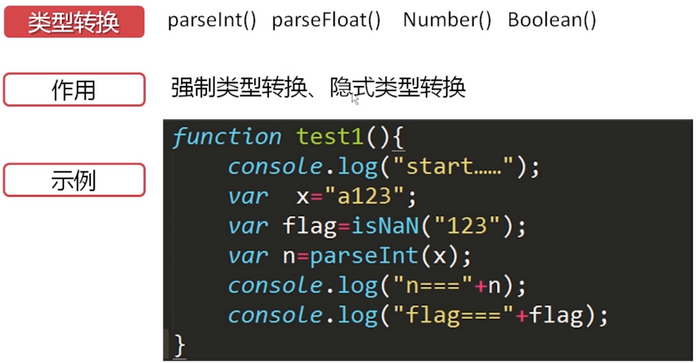 类型转换 parseInt() parseFloat() Number() Boolean()
作用 强制类型转换、隐式类型转换
示例
function test1(){
    console.log("start……");
    var  x="a123";
    var flag=isNaN("123");
    var n=parseInt(x);
    console.log("n==="+n);
    console.log("flag==="+flag);
}